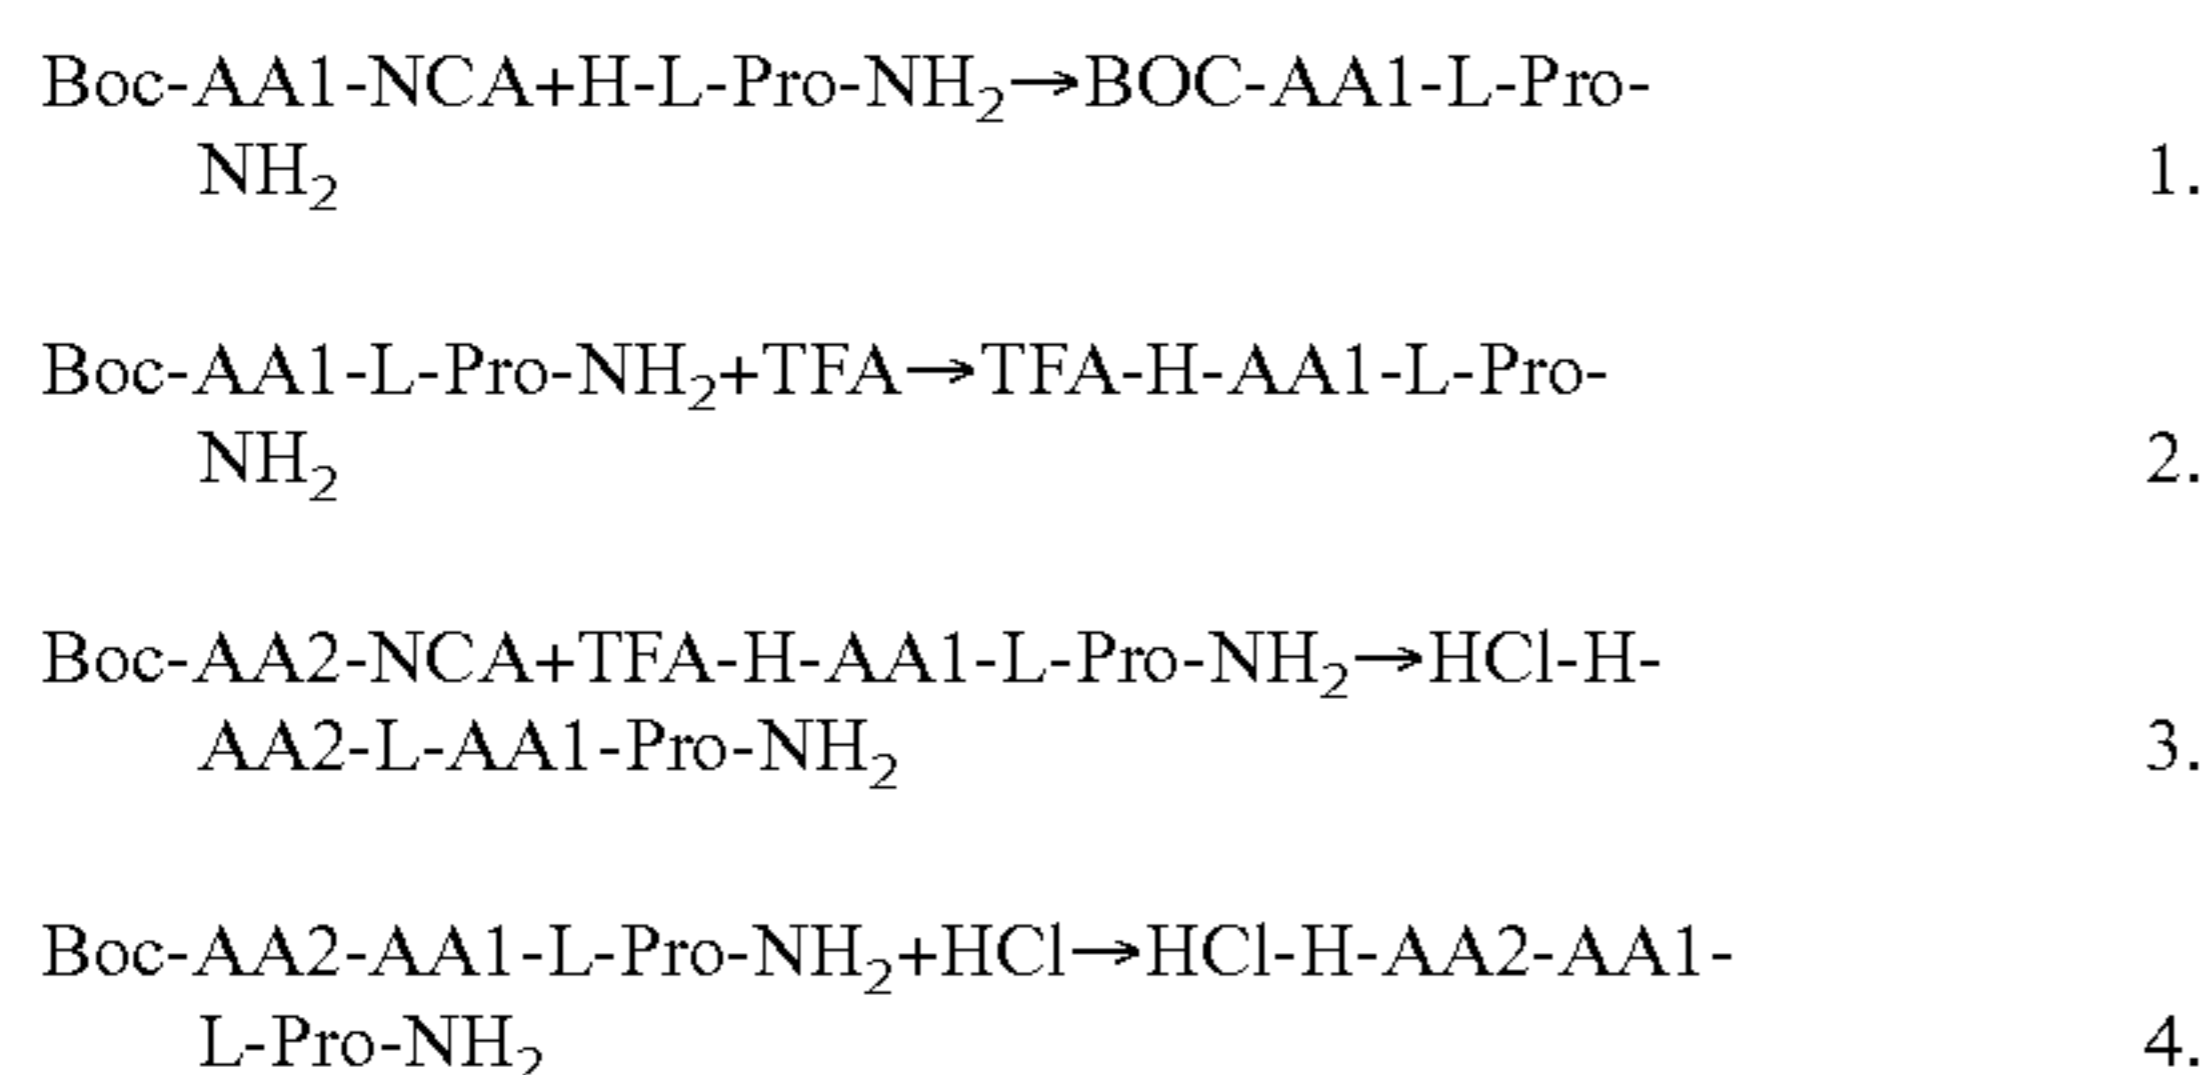 Boc-AA1-NCA+H-L-Pro-NH₂→BOC-AA1-L-Pro-
NH₂ 1.
Boc-AA1-L-Pro-NH₂+TFA→TFA-H-AA1-L-Pro-
NH₂ 2.
Boc-AA2-NCA+TFA-H-AA1-L-Pro-NH₂→HCl-H-
AA2-L-AA1-Pro-NH₂ 3.
Boc-AA2-AA1-L-Pro-NH₂+HCl→HCl-H-AA2-AA1-
L-Pro-NH₂ 4.